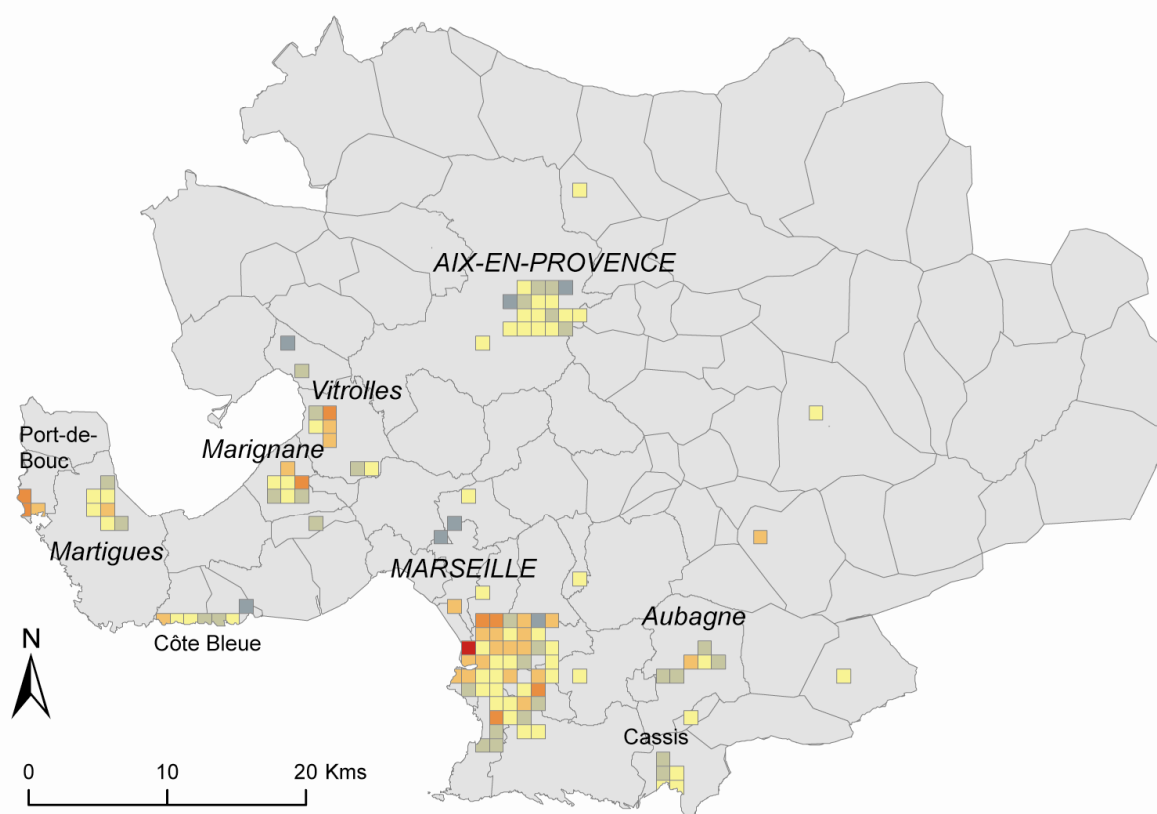 AIX-EN-PROVENCE
Vitrolles
Port-de-
Bouc
Marignane
Martigues
MARSEILLE
Aubagne
Côte Bleue
N
Cassis
0 10 20 Kms